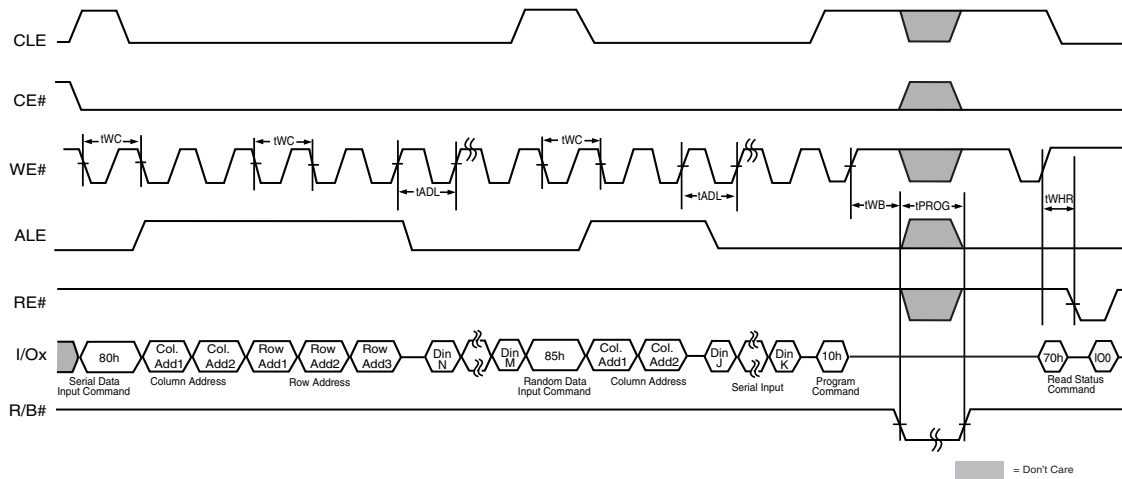 CLE
CE#
tWC tWC tWC
WE#
tADL tADL
tWB tPROG
tWHR
ALE
RE#
I/Ox 80h Col. Add1 Col. Add2 Row Add1 Row Add2 Row Add3 Din N Din M 85h Col. Add1 Col. Add2 Din J Din K 10h 70h IO0
Serial Data Input Command Column Address Row Address Random Data Input Command Column Address Serial Input Program Command Read Status Command
R/B#
= Don't Care